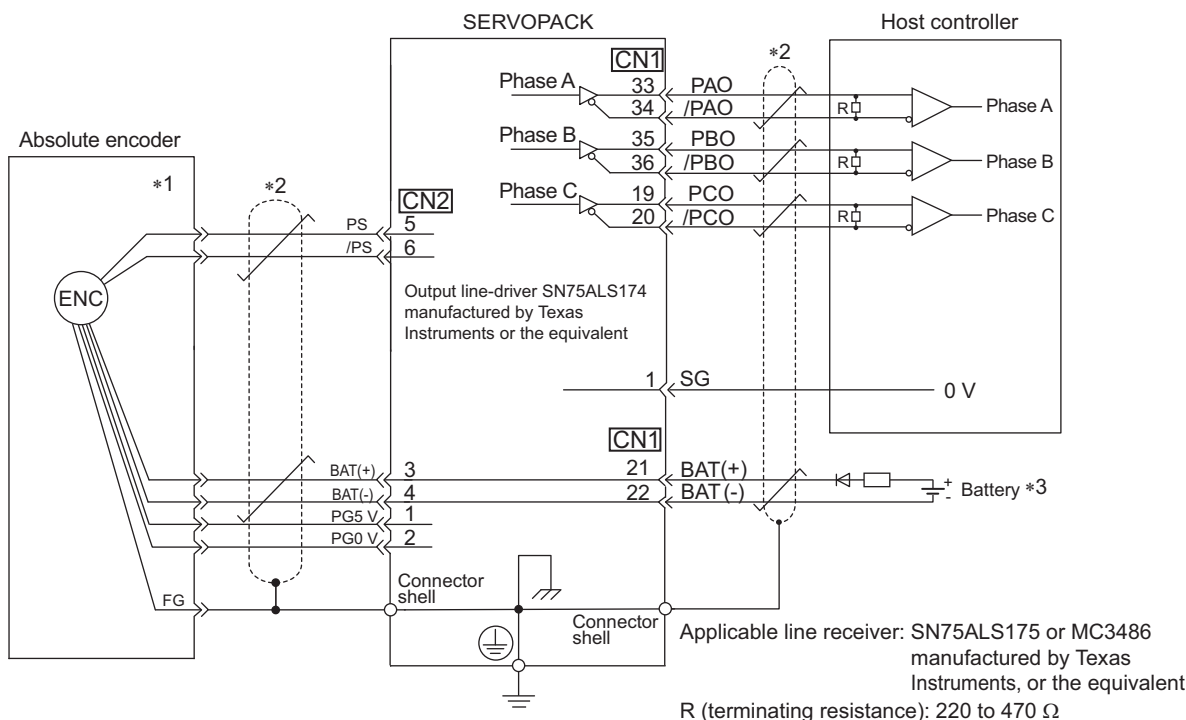 SERVOPACK
Host controller
CN1
*2
Phase A
33
PAO
34
/PAO
R
Phase A
Phase B
35
PBO
36
/PBO
R
Phase B
Phase C
19
PCO
20
/PCO
R
Phase C
Absolute encoder
*1
*2
CN2
PS
5
/PS
6
ENC
Output line-driver SN75ALS174
manufactured by Texas
Instruments or the equivalent
1
SG
0 V
CN1
BAT(+)
3
21
BAT(+)
BAT(-)
4
22
BAT (-)
+
-
Battery *3
PG5 V
1
PG0 V
2
FG
Connector
shell
Connector
shell
Applicable line receiver: SN75ALS175 or MC3486
manufactured by Texas
Instruments, or the equivalent
R (terminating resistance): 220 to 470 Ω